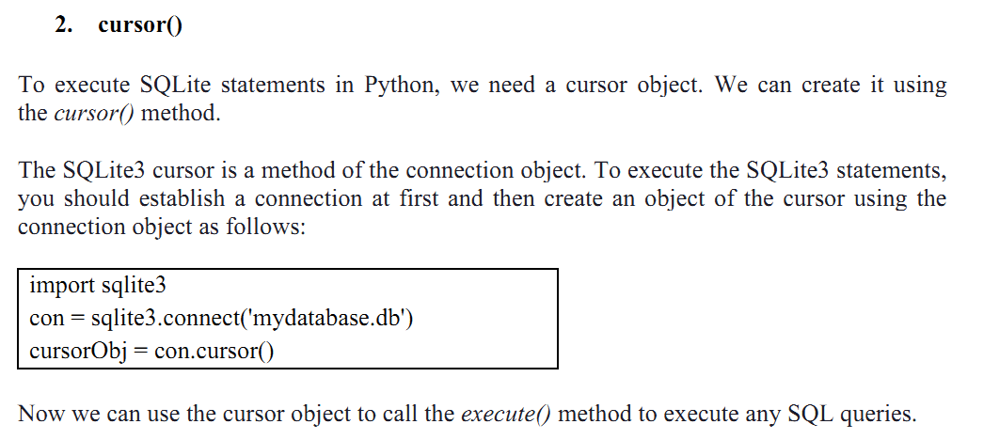 2. cursor()
To execute SQLite statements in Python, we need a cursor object. We can create it using
the cursor() method.
The SQLite3 cursor is a method of the connection object. To execute the SQLite3 statements,
you should establish a connection at first and then create an object of the cursor using the
connection object as follows:
import sqlite3
con = sqlite3.connect('mydatabase.db')
cursorObj = con.cursor()
Now we can use the cursor object to call the execute() method to execute any SQL queries.